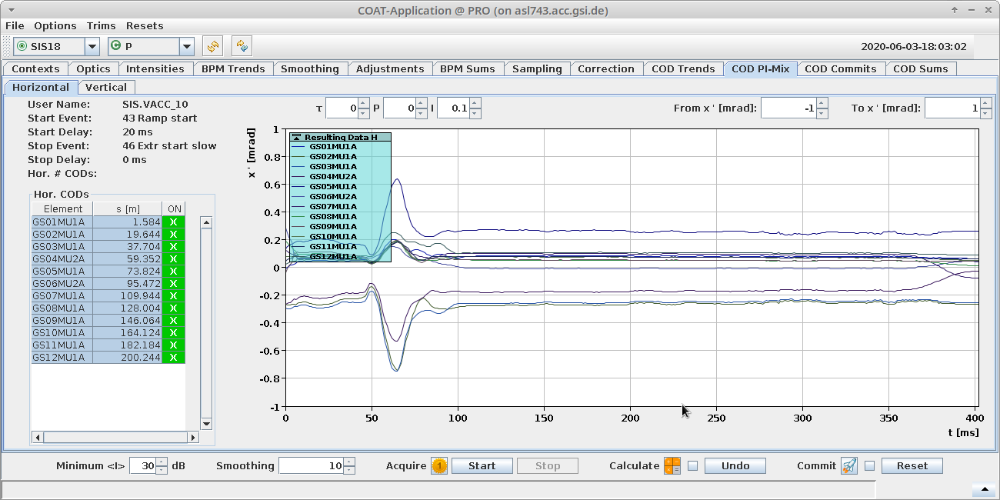 COAT-Application @ PRO (on asl743.acc.gsi.de)
File Options Trims Resets
SIS18 C P 2020-06-03-18:03:02
Contexts Optics Intensities BPM Trends Smoothing Adjustments BPM Sums Sampling Correction COD Trends COD PI-Mix COD Commits COD Sums
Horizontal Vertical
User Name: SIS.VACC_10
Start Event: 43 Ramp start
Start Delay: 20 ms
Stop Event: 46 Extr start slow
Stop Delay: 0 ms
Hor. # CODs:
Hor. CODs
Element s [m] ON
GS01MU1A 1.584 X
GS02MU1A 19.644 X
GS03MU1A 37.704 X
GS04MU2A 59.352 X
GS05MU1A 73.824 X
GS06MU2A 95.472 X
GS07MU1A 109.944 X
GS08MU1A 128.004 X
GS09MU1A 146.064 X
GS10MU1A 164.124 X
GS11MU1A 182.184 X
GS12MU1A 200.244 X
τ 0 P 0 I 0.1 From x ' [mrad]: -1 To x ' [mrad]: 1
x ' [mrad]
1
0.8
0.6
0.4
0.2
0
-0.2
-0.4
-0.6
-0.8
-1
Resulting Data H
GS01MU1A
GS02MU1A
GS03MU1A
GS04MU2A
GS05MU1A
GS06MU2A
GS07MU1A
GS08MU1A
GS09MU1A
GS10MU1A
GS11MU1A
GS12MU1A
0 50 100 150 200 250 300 350 400
t [ms]
Minimum <I> 30 dB Smoothing 10 Acquire 1 Start Stop Calculate Undo Commit Reset